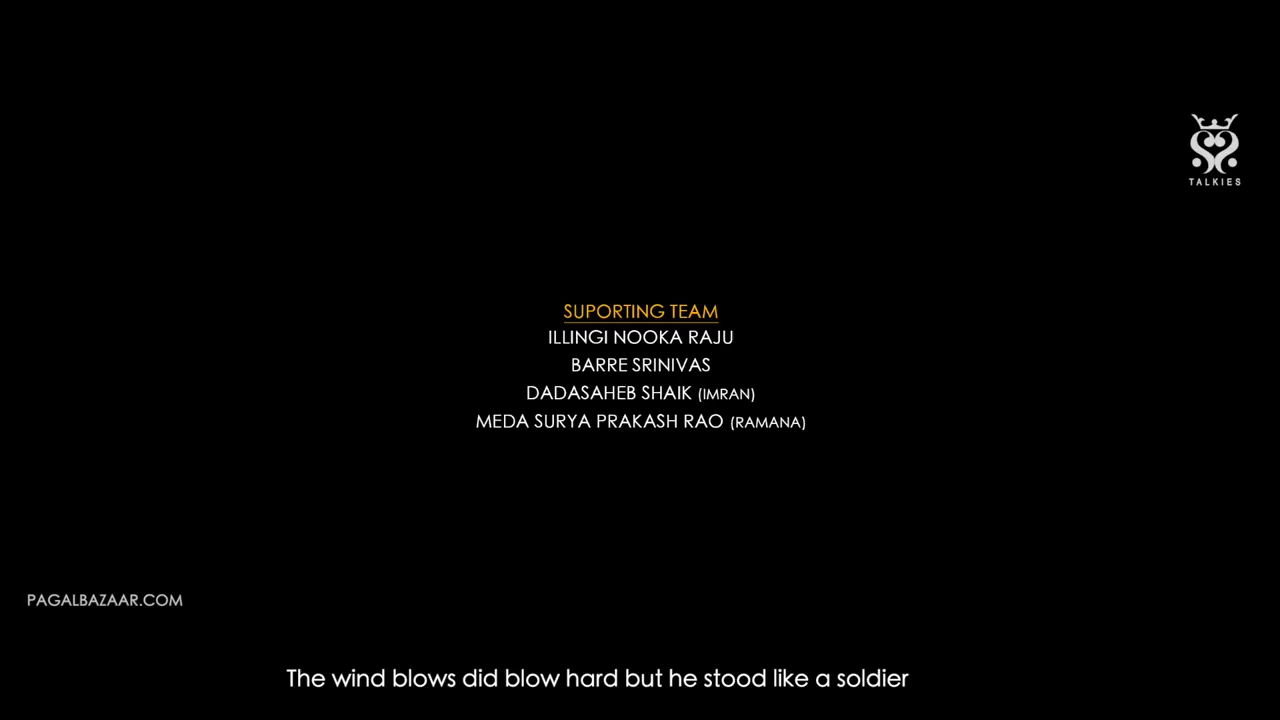 TALKIES
SUPORTING TEAM
ILLINGI NOOKA RAJU
BARRE SRINIVAS
DADASAHEB SHAIK (IMRAN)
MEDA SURYA PRAKASH RAO (RAMANA)
PAGALBAZAAR.COM
The wind blows did blow hard but he stood like a soldier